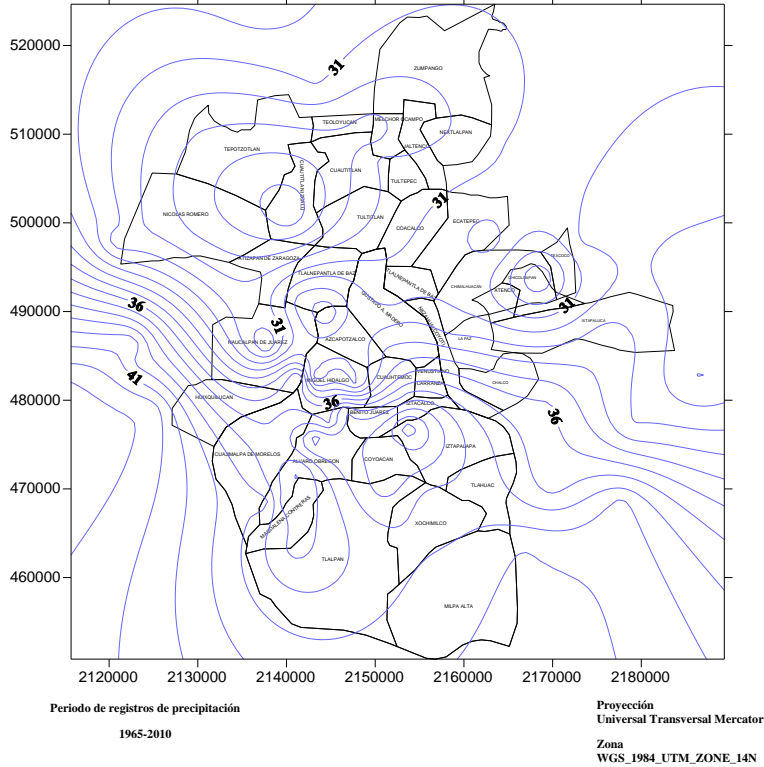 520000
510000
500000
490000
480000
470000
460000
31
ZUMPANGO
TEOLOYUCAN
MELCHOR OCAMPO
NEXTLALPAN
JALTENCO
TEPOTZOTLAN
CUAUTITLAN
TULTEPEC
NICOLAS ROMERO
TULTITLAN
31
COACALCO
ECATEPEC
ATIZAPAN DE ZARAGOZA
TLALNEPANTLA DE BAZ
TLALNEPANTLA DE BAZ
TEXCOCO
CHIMALHUACAN
ATENCO
36
31
31
GUSTAVO A. MADERO
IXTAPALUCA
NAUCALPAN DE JUAREZ
AZCAPOTZALCO
LA PAZ
41
MIGUEL HIDALGO
CUAUHTEMOC
VENUSTIANO
CARRANZA
CHALCO
HUIXQUILUCAN
36
IZTACALCO
BENITO JUAREZ
36
CUAJIMALPA DE MORELOS
ALVARO OBREGON
COYOACAN
IZTAPALAPA
TLAHUAC
MAGDALENA CONTRERAS
XOCHIMILCO
TLALPAN
MILPA ALTA
2120000 2130000 2140000 2150000 2160000 2170000 2180000
Periodo de registros de precipitación
1965-2010
Proyección
Universal Transversal Mercator
Zona
WGS_1984_UTM_ZONE_14N